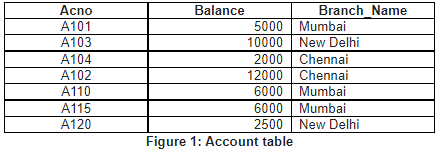 Acno Balance Branch_Name
A101 5000 Mumbai
A103 10000 New Delhi
A104 2000 Chennai
A102 12000 Chennai
A110 6000 Mumbai
A115 6000 Mumbai
A120 2500 New Delhi
Figure 1: Account table